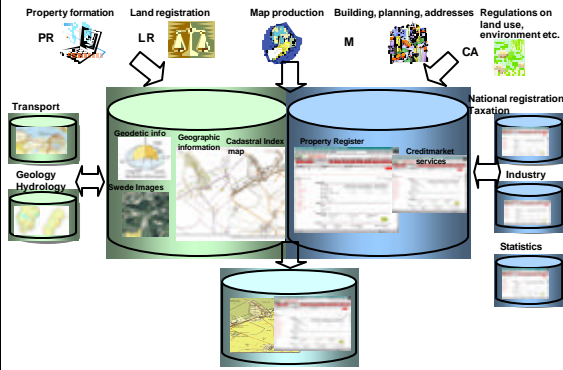 Property formation
PR
Land registration
LR
Map production
M
Building, planning, addresses
CA
Regulations on
land use,
environment etc.
Transport
Geology
Hydrology
Geodetic info
Swede Images
Geographic
information
Cadastral Index
map
Property Register
Creditmarket
services
National registration
Taxation
Industry
Statistics